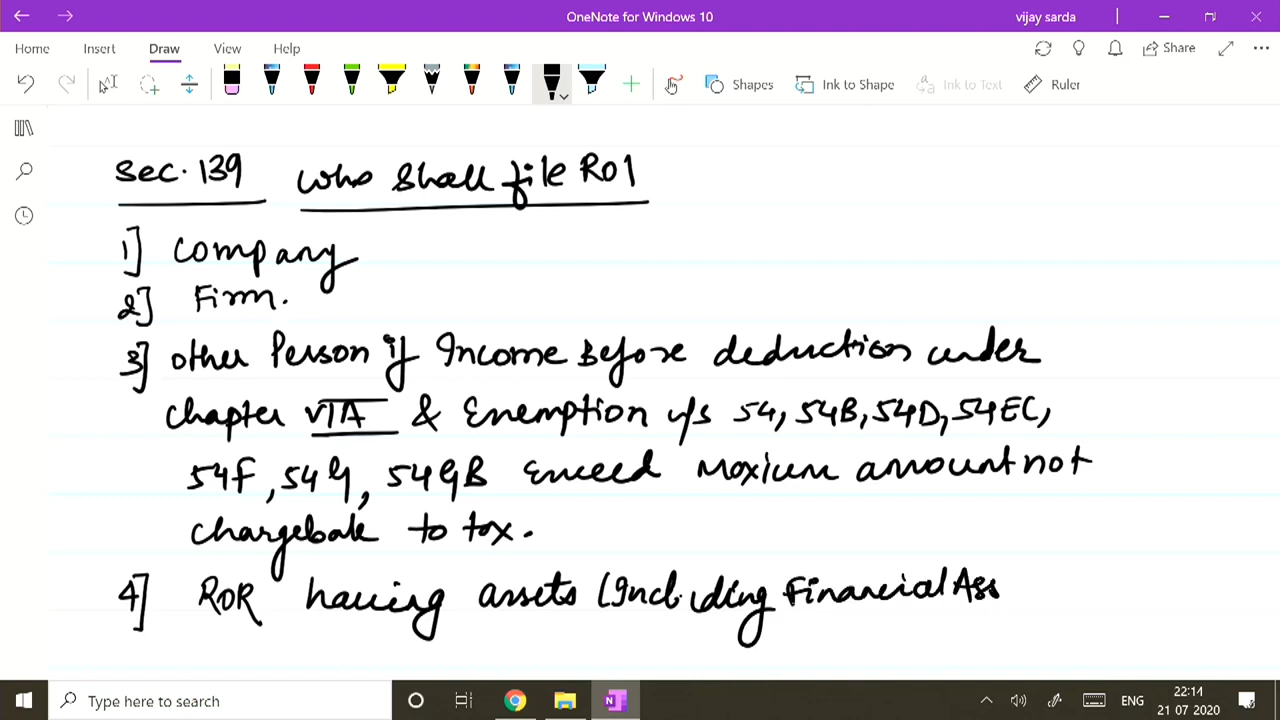 OneNote for Windows 10
vijay sarda
Home Insert Draw View Help
Share
Shapes Ink to Shape Ink to Text Ruler
Sec. 139 Who Shall file ROI
1] Company
2] Firm.
3] Other Person if Income Before deduction under
Chapter VIA & Exemption u/s 54, 54B, 54D, 54EC,
54F, 54G, 54GB Exceed Moxium amount not
Chargebale to tax.
4] ROR having assets (Including Financial Ass
Type here to search
ENG
22:14
21-07-2020